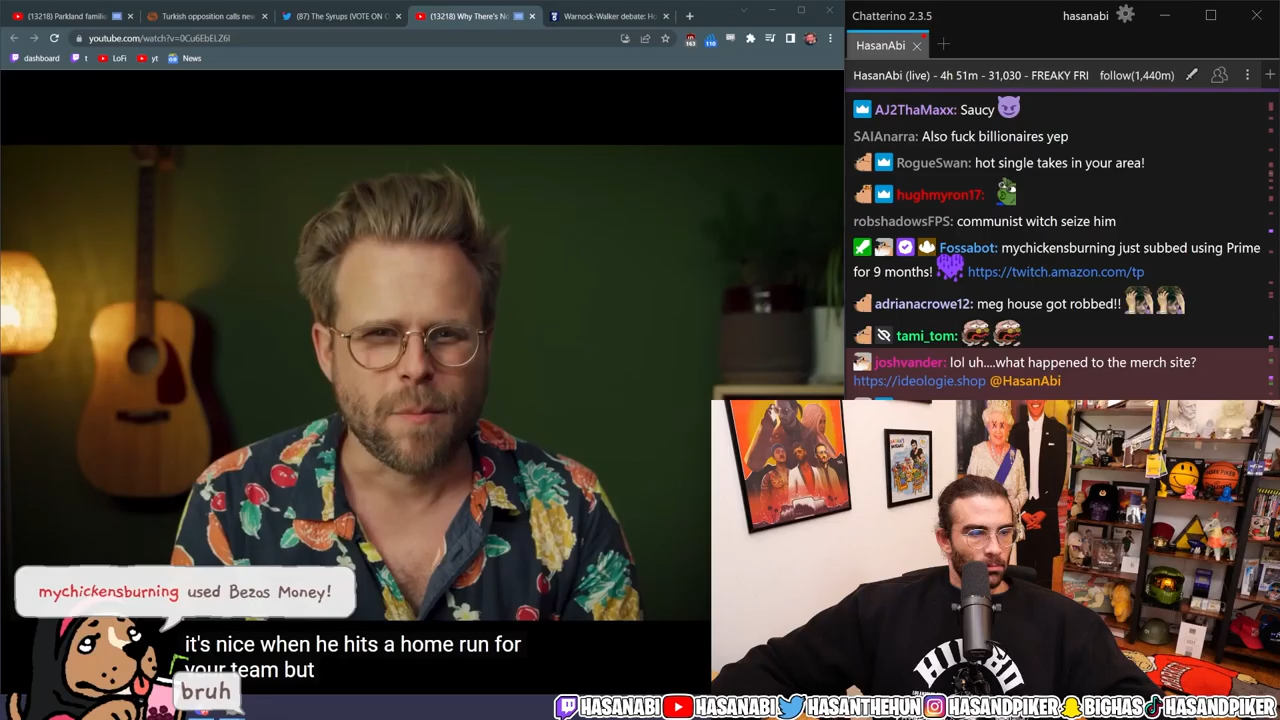 (13218) Parkland familie
Turkish opposition calls new
(87) The Syrups (VOTE ON O
(13218) Why There's No
Warnock-Walker debate: Ho
youtube.com/watch?v=0Cu6EbELZ6I
163
110
dashboard
t
LoFi
yt
News
Chatterino 2.3.5
hasanabi
HasanAbi
HasanAbi (live) - 4h 51m - 31,030 - FREAKY FRI
follow(1,440m)
AJ2ThaMaxx: Saucy
SAIAnarra: Also fuck billionaires yep
RogueSwan: hot single takes in your area!
hughmyron17:
robshadowsFPS: communist witch seize him
Fossabot: mychickensburning just subbed using Prime
for 9 months! https://twitch.amazon.com/tp
adrianacrowe12: meg house got robbed!!
tami_tom:
joshvander: lol uh....what happened to the merch site?
https://ideologie.shop @HasanAbi
mychickensburning used Bezos Money!
it's nice when he hits a home run for
your team but
bruh
HASANABI
HASANABI
HASANTHEHUN
HASANDPIKER
BIGHAS
HASANDPIKER